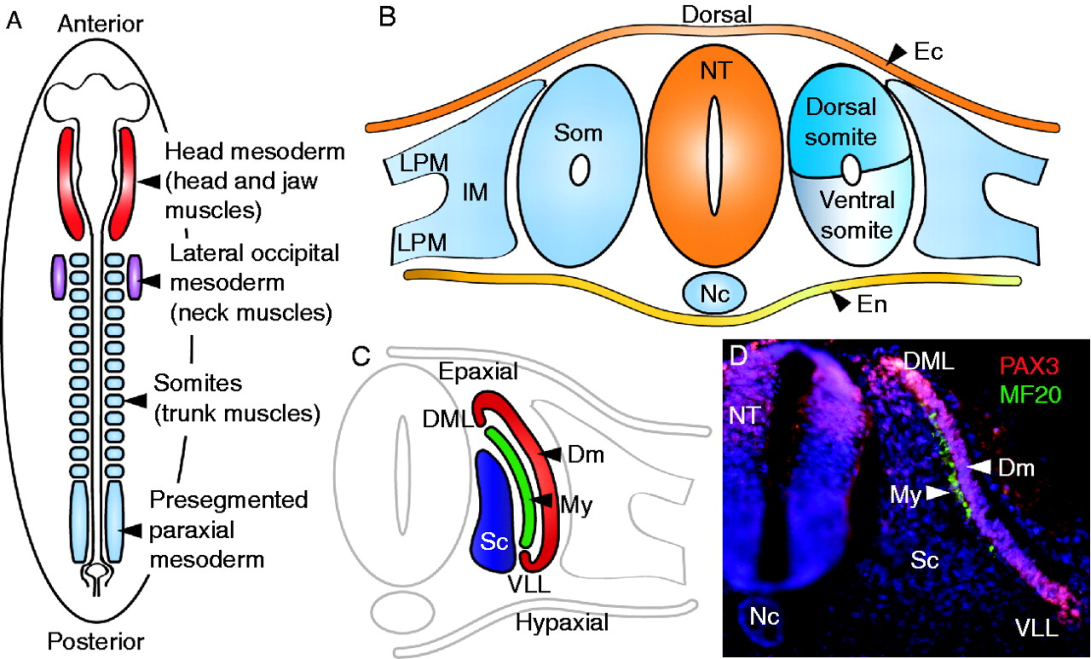 A
Anterior
Head mesoderm
(head and jaw
muscles)
Lateral occipital
mesoderm
(neck muscles)
Somites
(trunk muscles)
Presegmented
paraxial
mesoderm
Posterior
B
Dorsal
Ec
NT
Som
Dorsal
somite
Ventral
somite
LPM
IM
LPM
Nc
En
C
Epaxial
DML
Dm
My
Sc
VLL
Hypaxial
D
DML
PAX3
MF20
NT
Dm
My
Sc
Nc
VLL